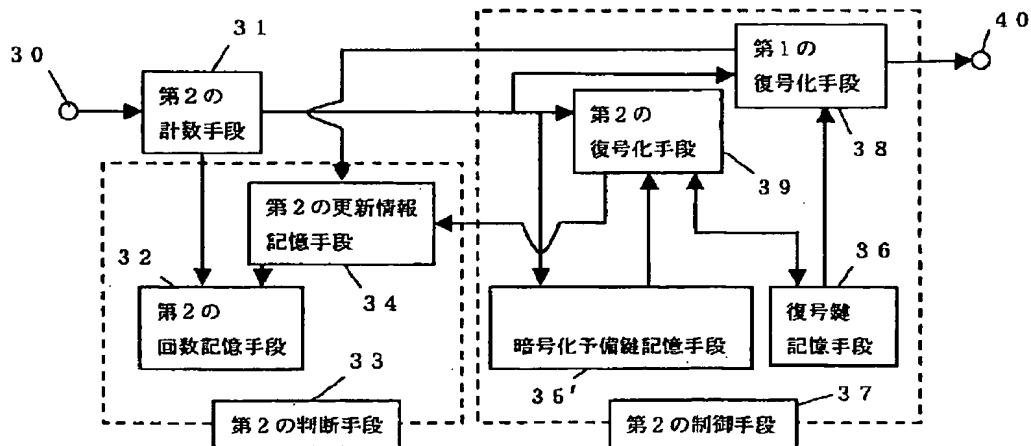 ３０
３１
第２の
計数手段
第１の
復号化手段
４０
３８
第２の
復号化手段
３９
第２の更新情報
記憶手段
３４
３２
第２の
回数記憶手段
３３
第２の判断手段
暗号化予備鍵記憶手段
３５’
３６
復号鍵
記憶手段
３７
第２の制御手段